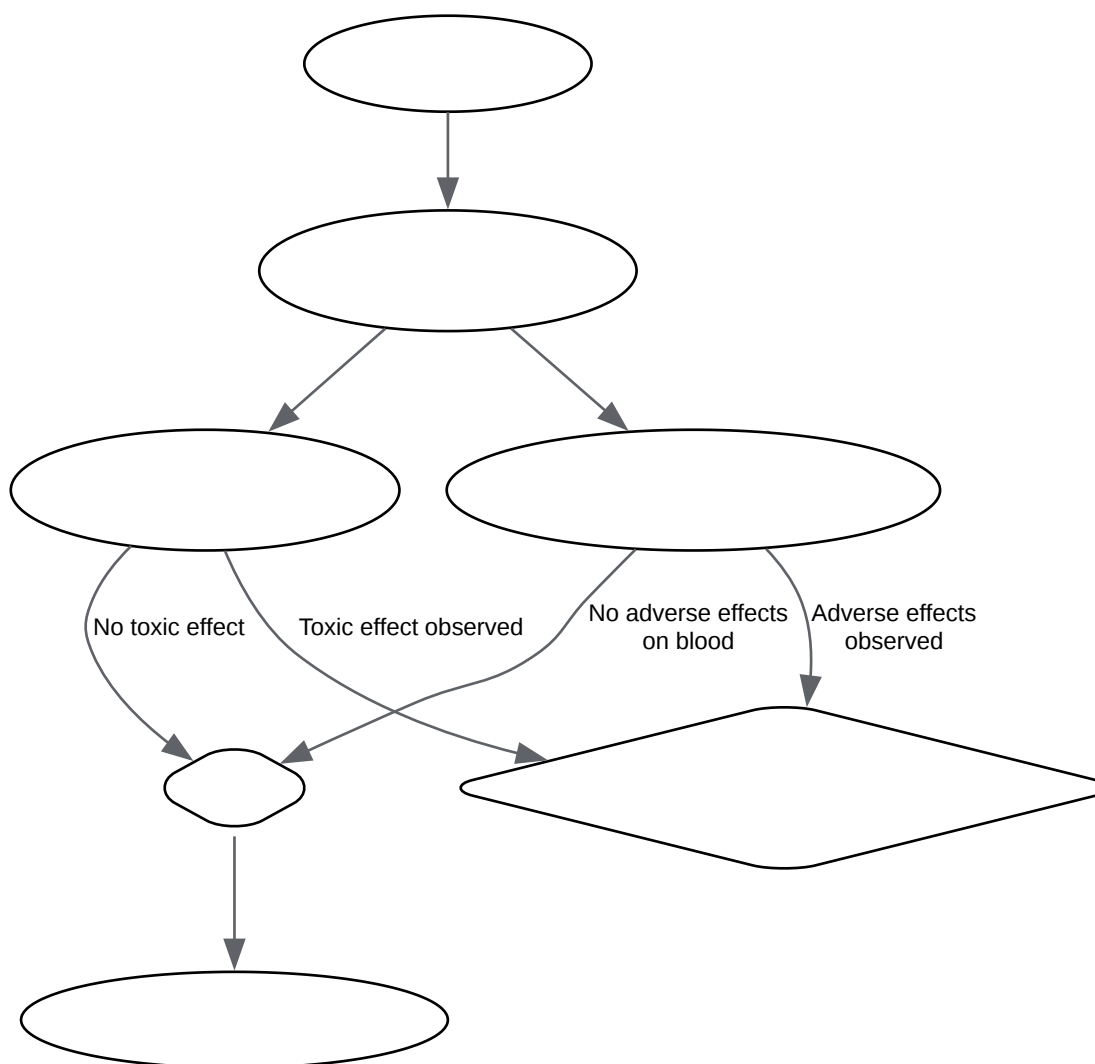 No toxic effect
Toxic effect observed
No adverse effects
on blood
Adverse effects
observed